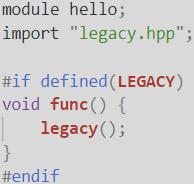 module hello;
import "legacy.hpp";

#if defined(LEGACY)
void func() {
    legacy();
}
#endif